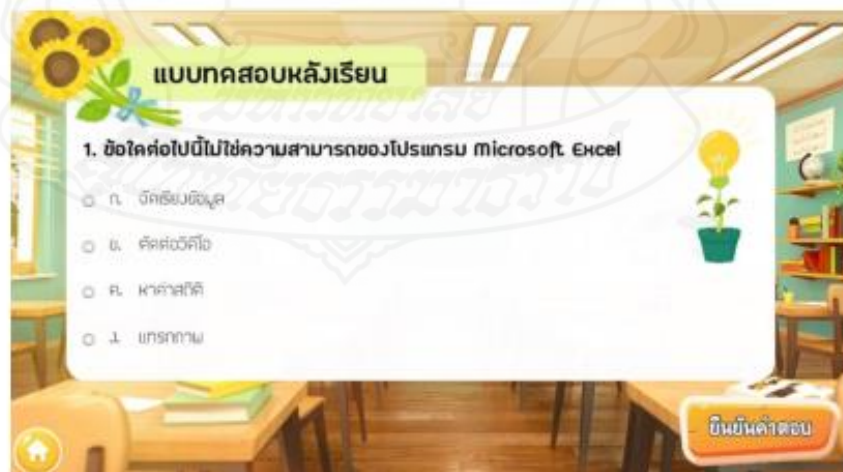 แบบทดสอบหลังเรียน
1. ข้อใดต่อไปนี้ไม่ใช่ความสามารถของโปรแกรม Microsoft Excel
ก. จัดเรียงข้อมูล
ข. ตัดต่อวิดีโอ
ค. หาค่าสถิติ
ง. แทรกภาพ
ยืนยันคำตอบ